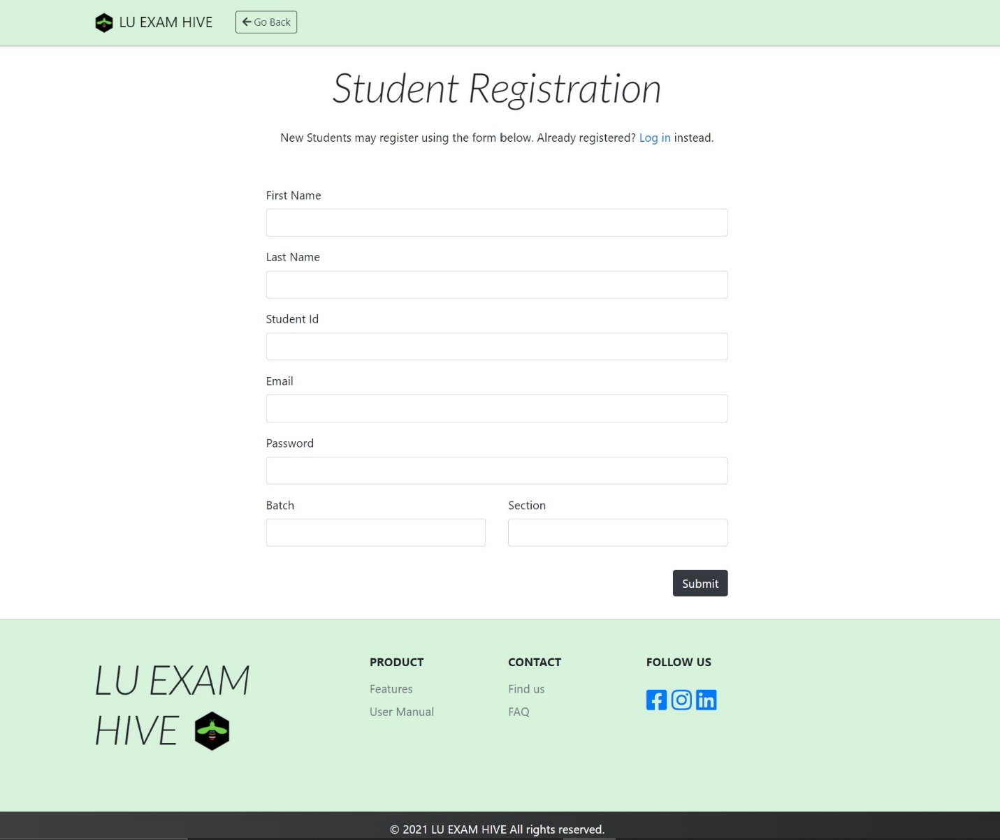 LU EXAM HIVE
Go Back
Student Registration
New Students may register using the form below. Already registered? Log in instead.
First Name
Last Name
Student Id
Email
Password
Batch
Section
Submit
LU EXAM
HIVE
PRODUCT
Features
User Manual
CONTACT
Find us
FAQ
FOLLOW US
© 2021 LU EXAM HIVE All rights reserved.